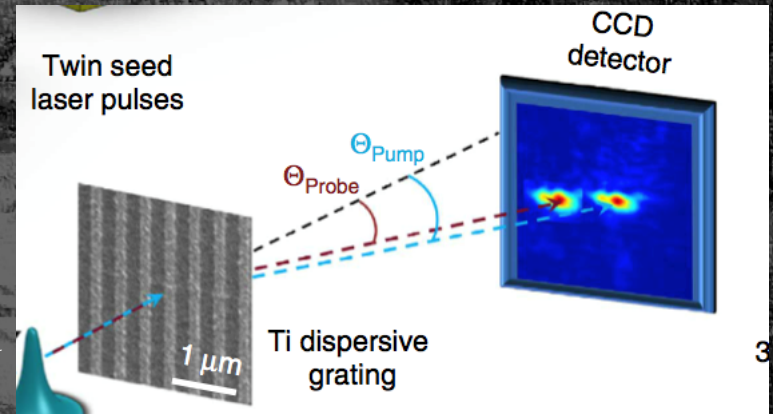 CCD
detector
Twin seed
laser pulses
ΘPump
ΘProbe
Ti dispersive
grating
1 μm
3